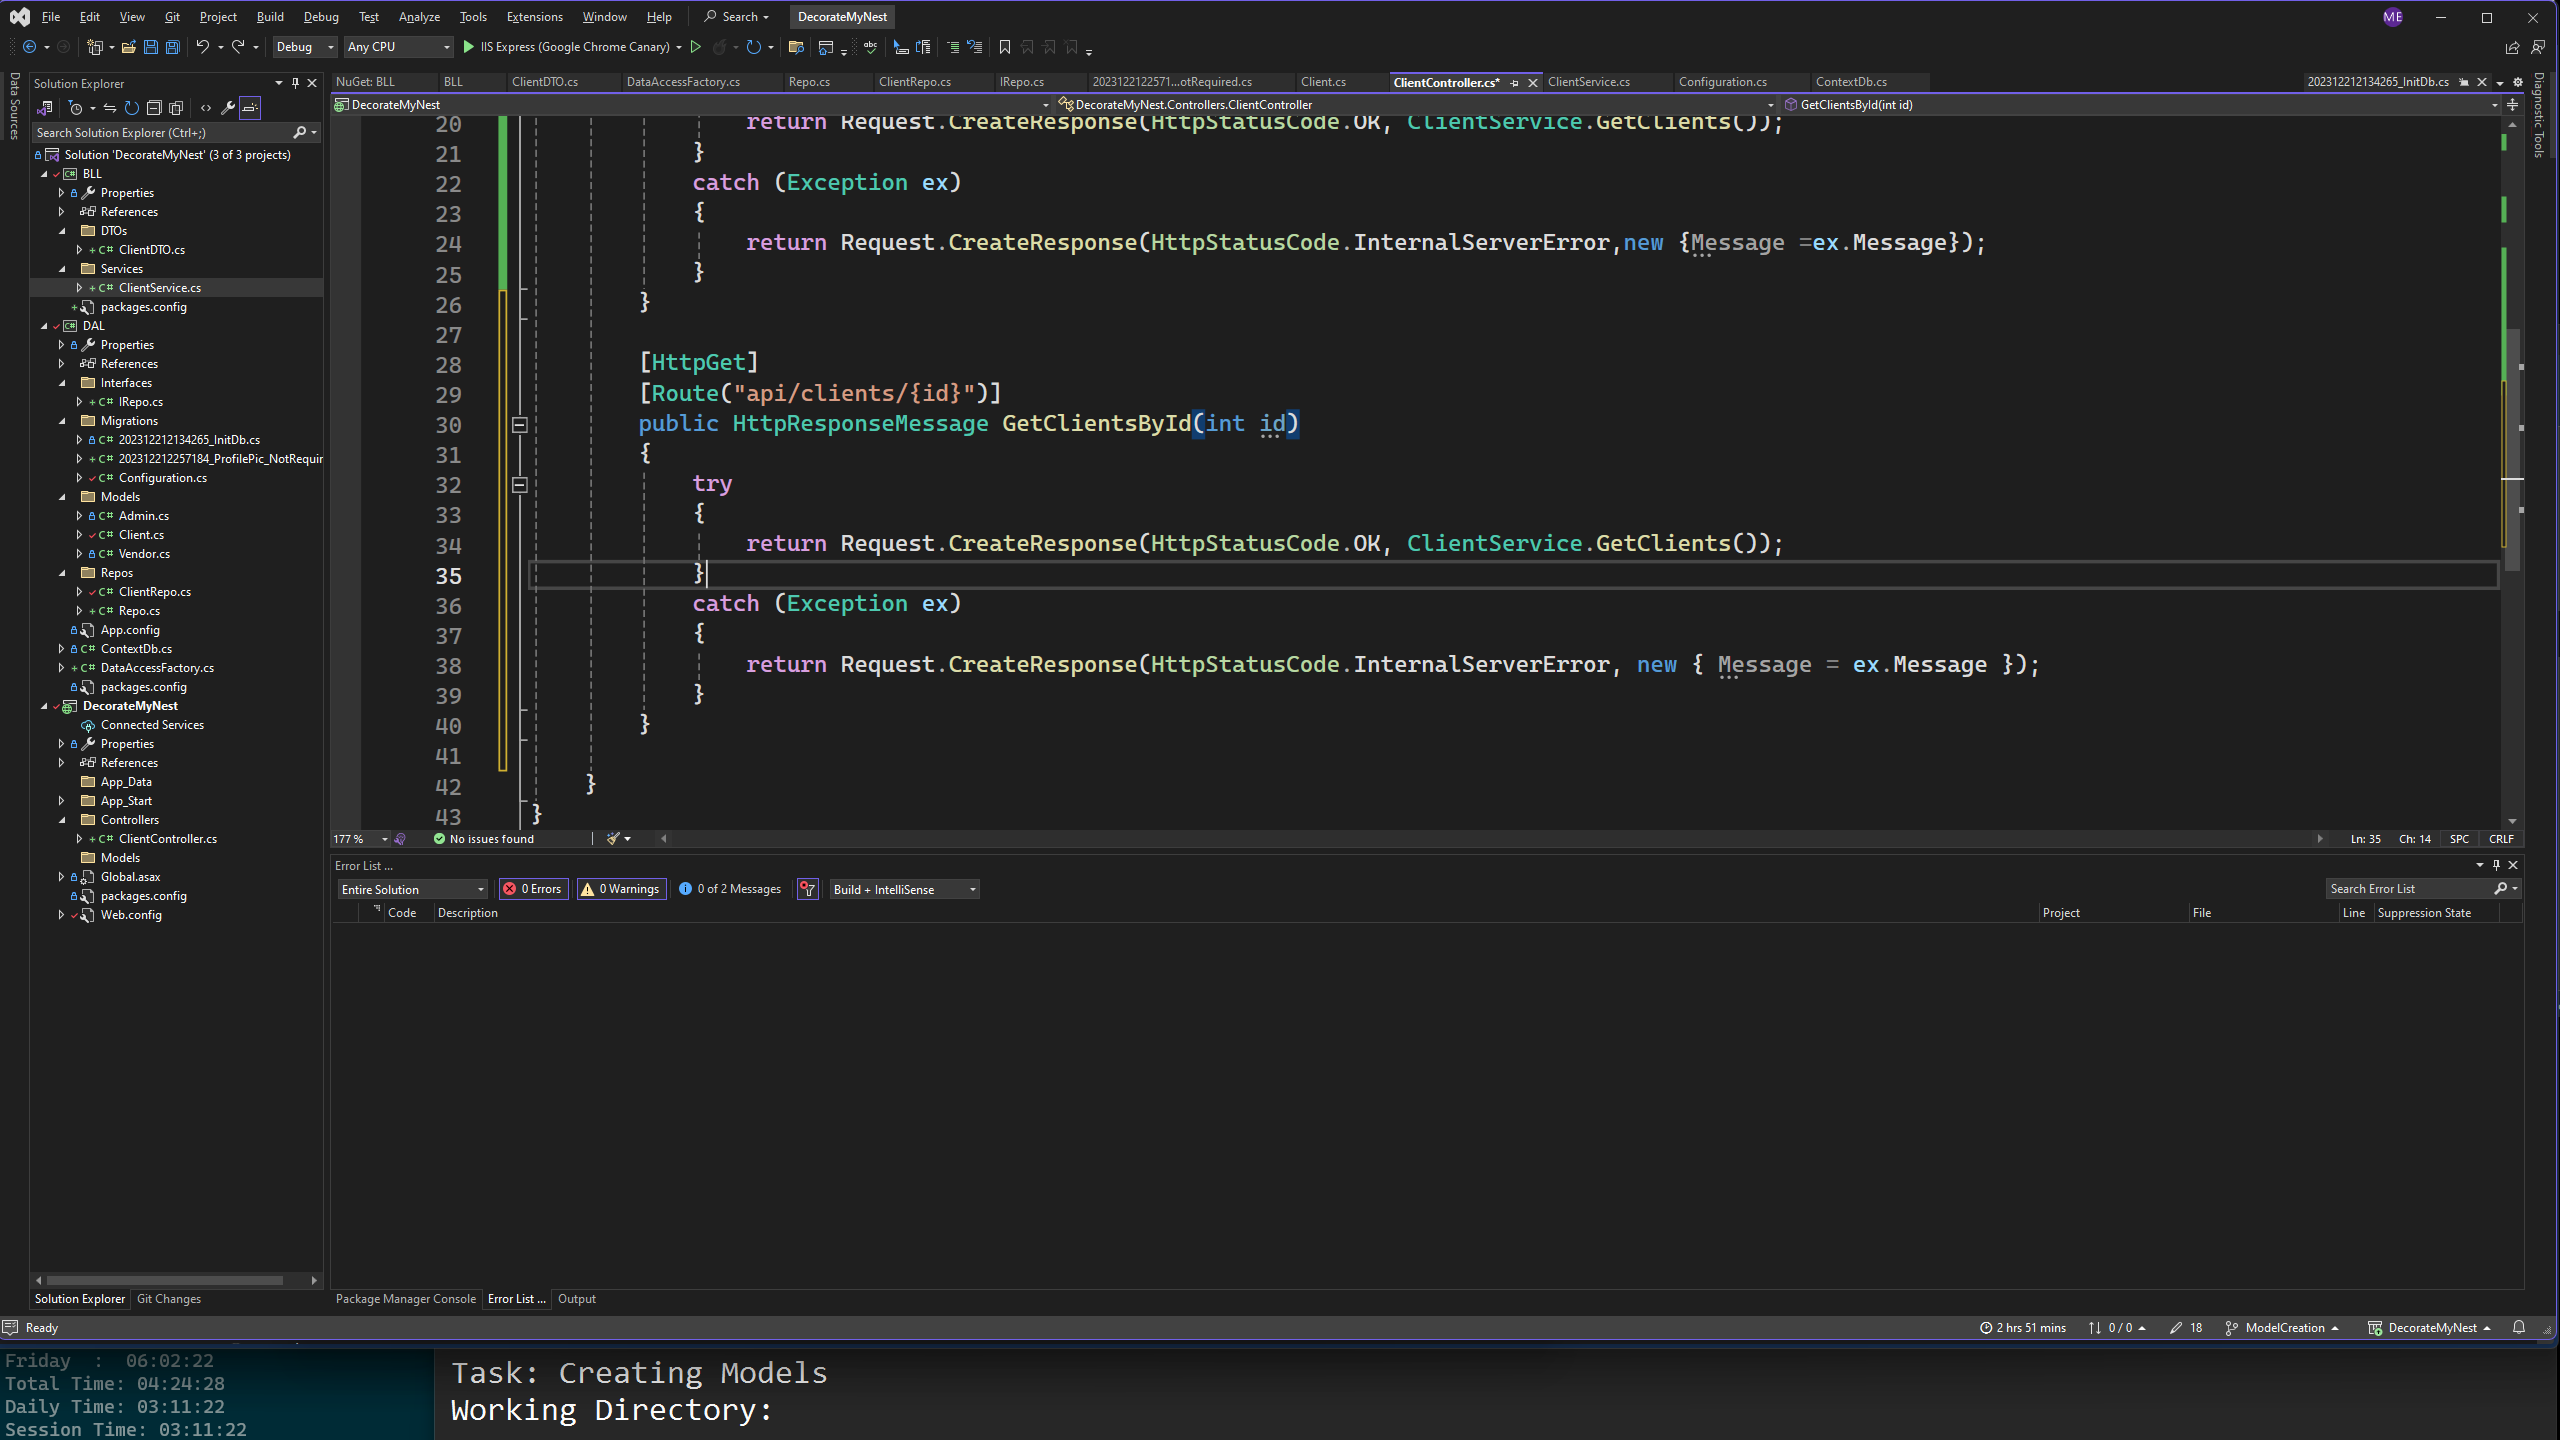 File Edit View Git Project Build Debug Test Analyze Tools Extensions Window Help Search DecorateMyNest ME
Debug Any CPU IIS Express (Google Chrome Canary)
Data Sources
Solution Explorer
Search Solution Explorer (Ctrl+;)
Solution 'DecorateMyNest' (3 of 3 projects)
BLL
Properties
References
DTOs
C# ClientDTO.cs
Services
C# ClientService.cs
packages.config
DAL
Properties
References
Interfaces
C# IRepo.cs
Migrations
C# 202312212134265_InitDb.cs
C# 202312212257184_ProfilePic_NotRequir
C# Configuration.cs
Models
C# Admin.cs
C# Client.cs
C# Vendor.cs
Repos
C# ClientRepo.cs
C# Repo.cs
App.config
C# ContextDb.cs
C# DataAccessFactory.cs
packages.config
DecorateMyNest
Connected Services
Properties
References
App_Data
App_Start
Controllers
C# ClientController.cs
Models
Global.asax
packages.config
Web.config
Solution Explorer Git Changes
NuGet: BLL BLL ClientDTO.cs DataAccessFactory.cs Repo.cs ClientRepo.cs IRepo.cs 2023122122571...otRequired.cs Client.cs ClientController.cs* ClientService.cs Configuration.cs ContextDb.cs 202312212134265_InitDb.cs
DecorateMyNest DecorateMyNest.Controllers.ClientController GetClientsById(int id)
20 return Request.CreateResponse(HttpStatusCode.OK, ClientService.GetClients());
21 }
22 catch (Exception ex)
23 {
24 return Request.CreateResponse(HttpStatusCode.InternalServerError,new {Message =ex.Message});
25 }
26 }
27
28 [HttpGet]
29 [Route("api/clients/{id}")]
30 public HttpResponseMessage GetClientsById(int id)
31 {
32 try
33 {
34 return Request.CreateResponse(HttpStatusCode.OK, ClientService.GetClients());
35 }
36 catch (Exception ex)
37 {
38 return Request.CreateResponse(HttpStatusCode.InternalServerError, new { Message = ex.Message });
39 }
40 }
41
42 }
43 }
177 % No issues found Ln: 35 Ch: 14 SPC CRLF
Diagnostic Tools
Error List ...
Entire Solution 0 Errors 0 Warnings 0 of 2 Messages Build + IntelliSense Search Error List
Code Description Project File Line Suppression State
Package Manager Console Error List ... Output
Ready 2 hrs 51 mins 0 / 0 18 ModelCreation DecorateMyNest
Friday : 06:02:22
Total Time: 04:24:28
Daily Time: 03:11:22
Session Time: 03:11:22
Task: Creating Models
Working Directory: